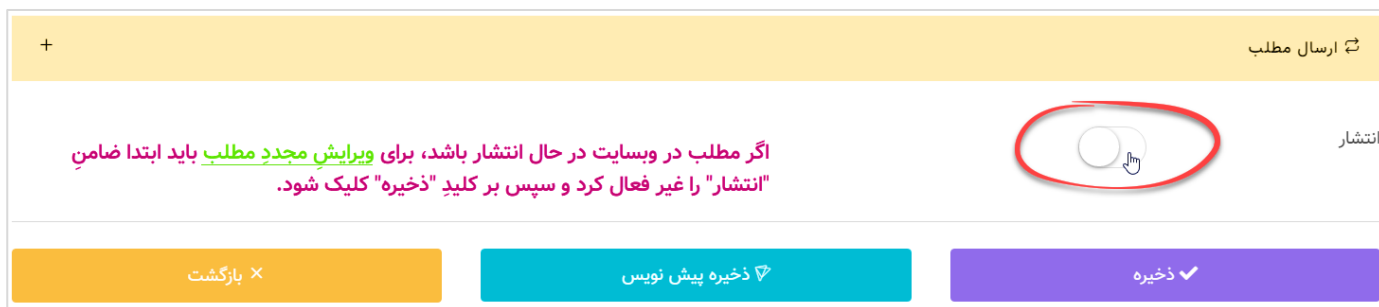 ارسال مطلب
انتشار
اگر مطلب در وبسایت در حال انتشار باشد، برای ویرایشِ مجددِ مطلب باید ابتدا ضامنِ
"انتشار" را غیر فعال کرد و سپس بر کلیدِ "ذخیره" کلیک شود.
ذخیره
ذخیره پیش نویس
بازگشت